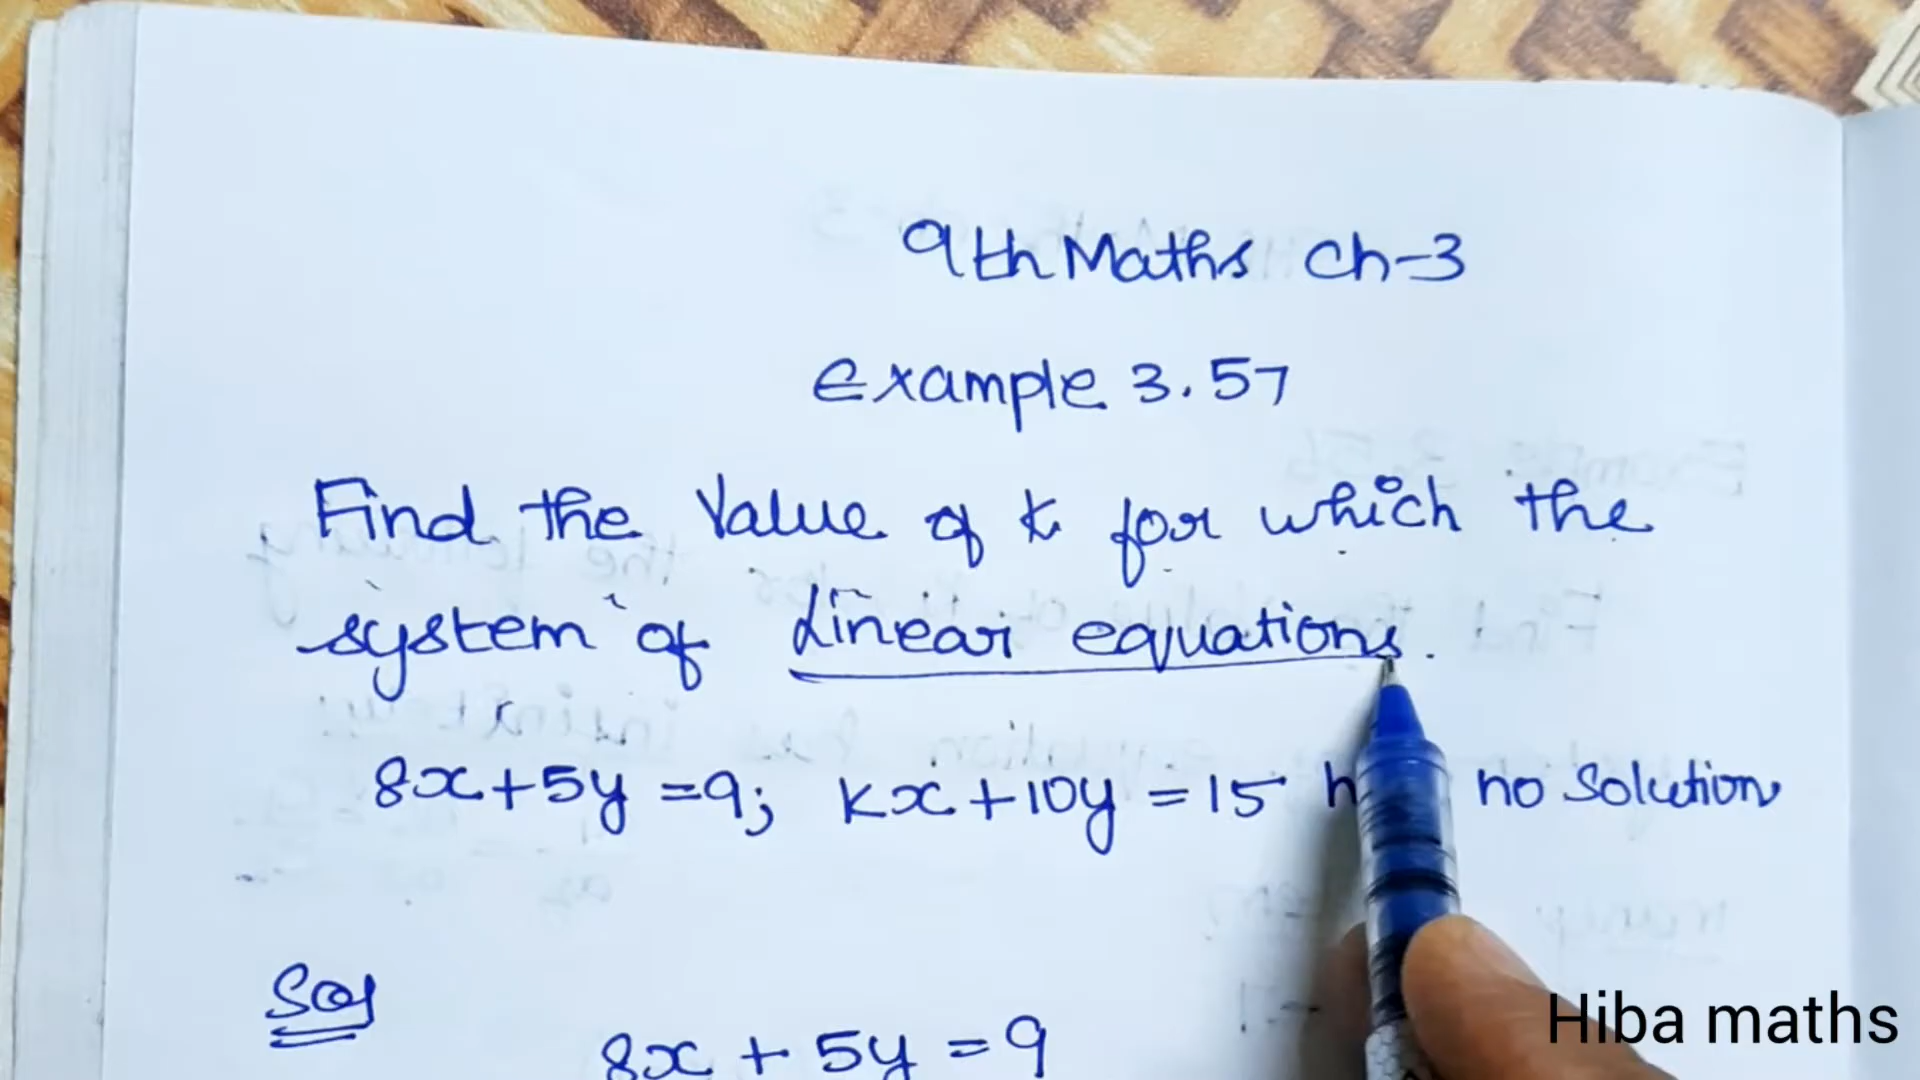 9th Maths Ch-3
Example 3.57
Find the Value of k for which the
system of Linear equations.
8x+5y=9; kx+10y=15 no solution
Sol
8x + 5y = 9
Hiba maths